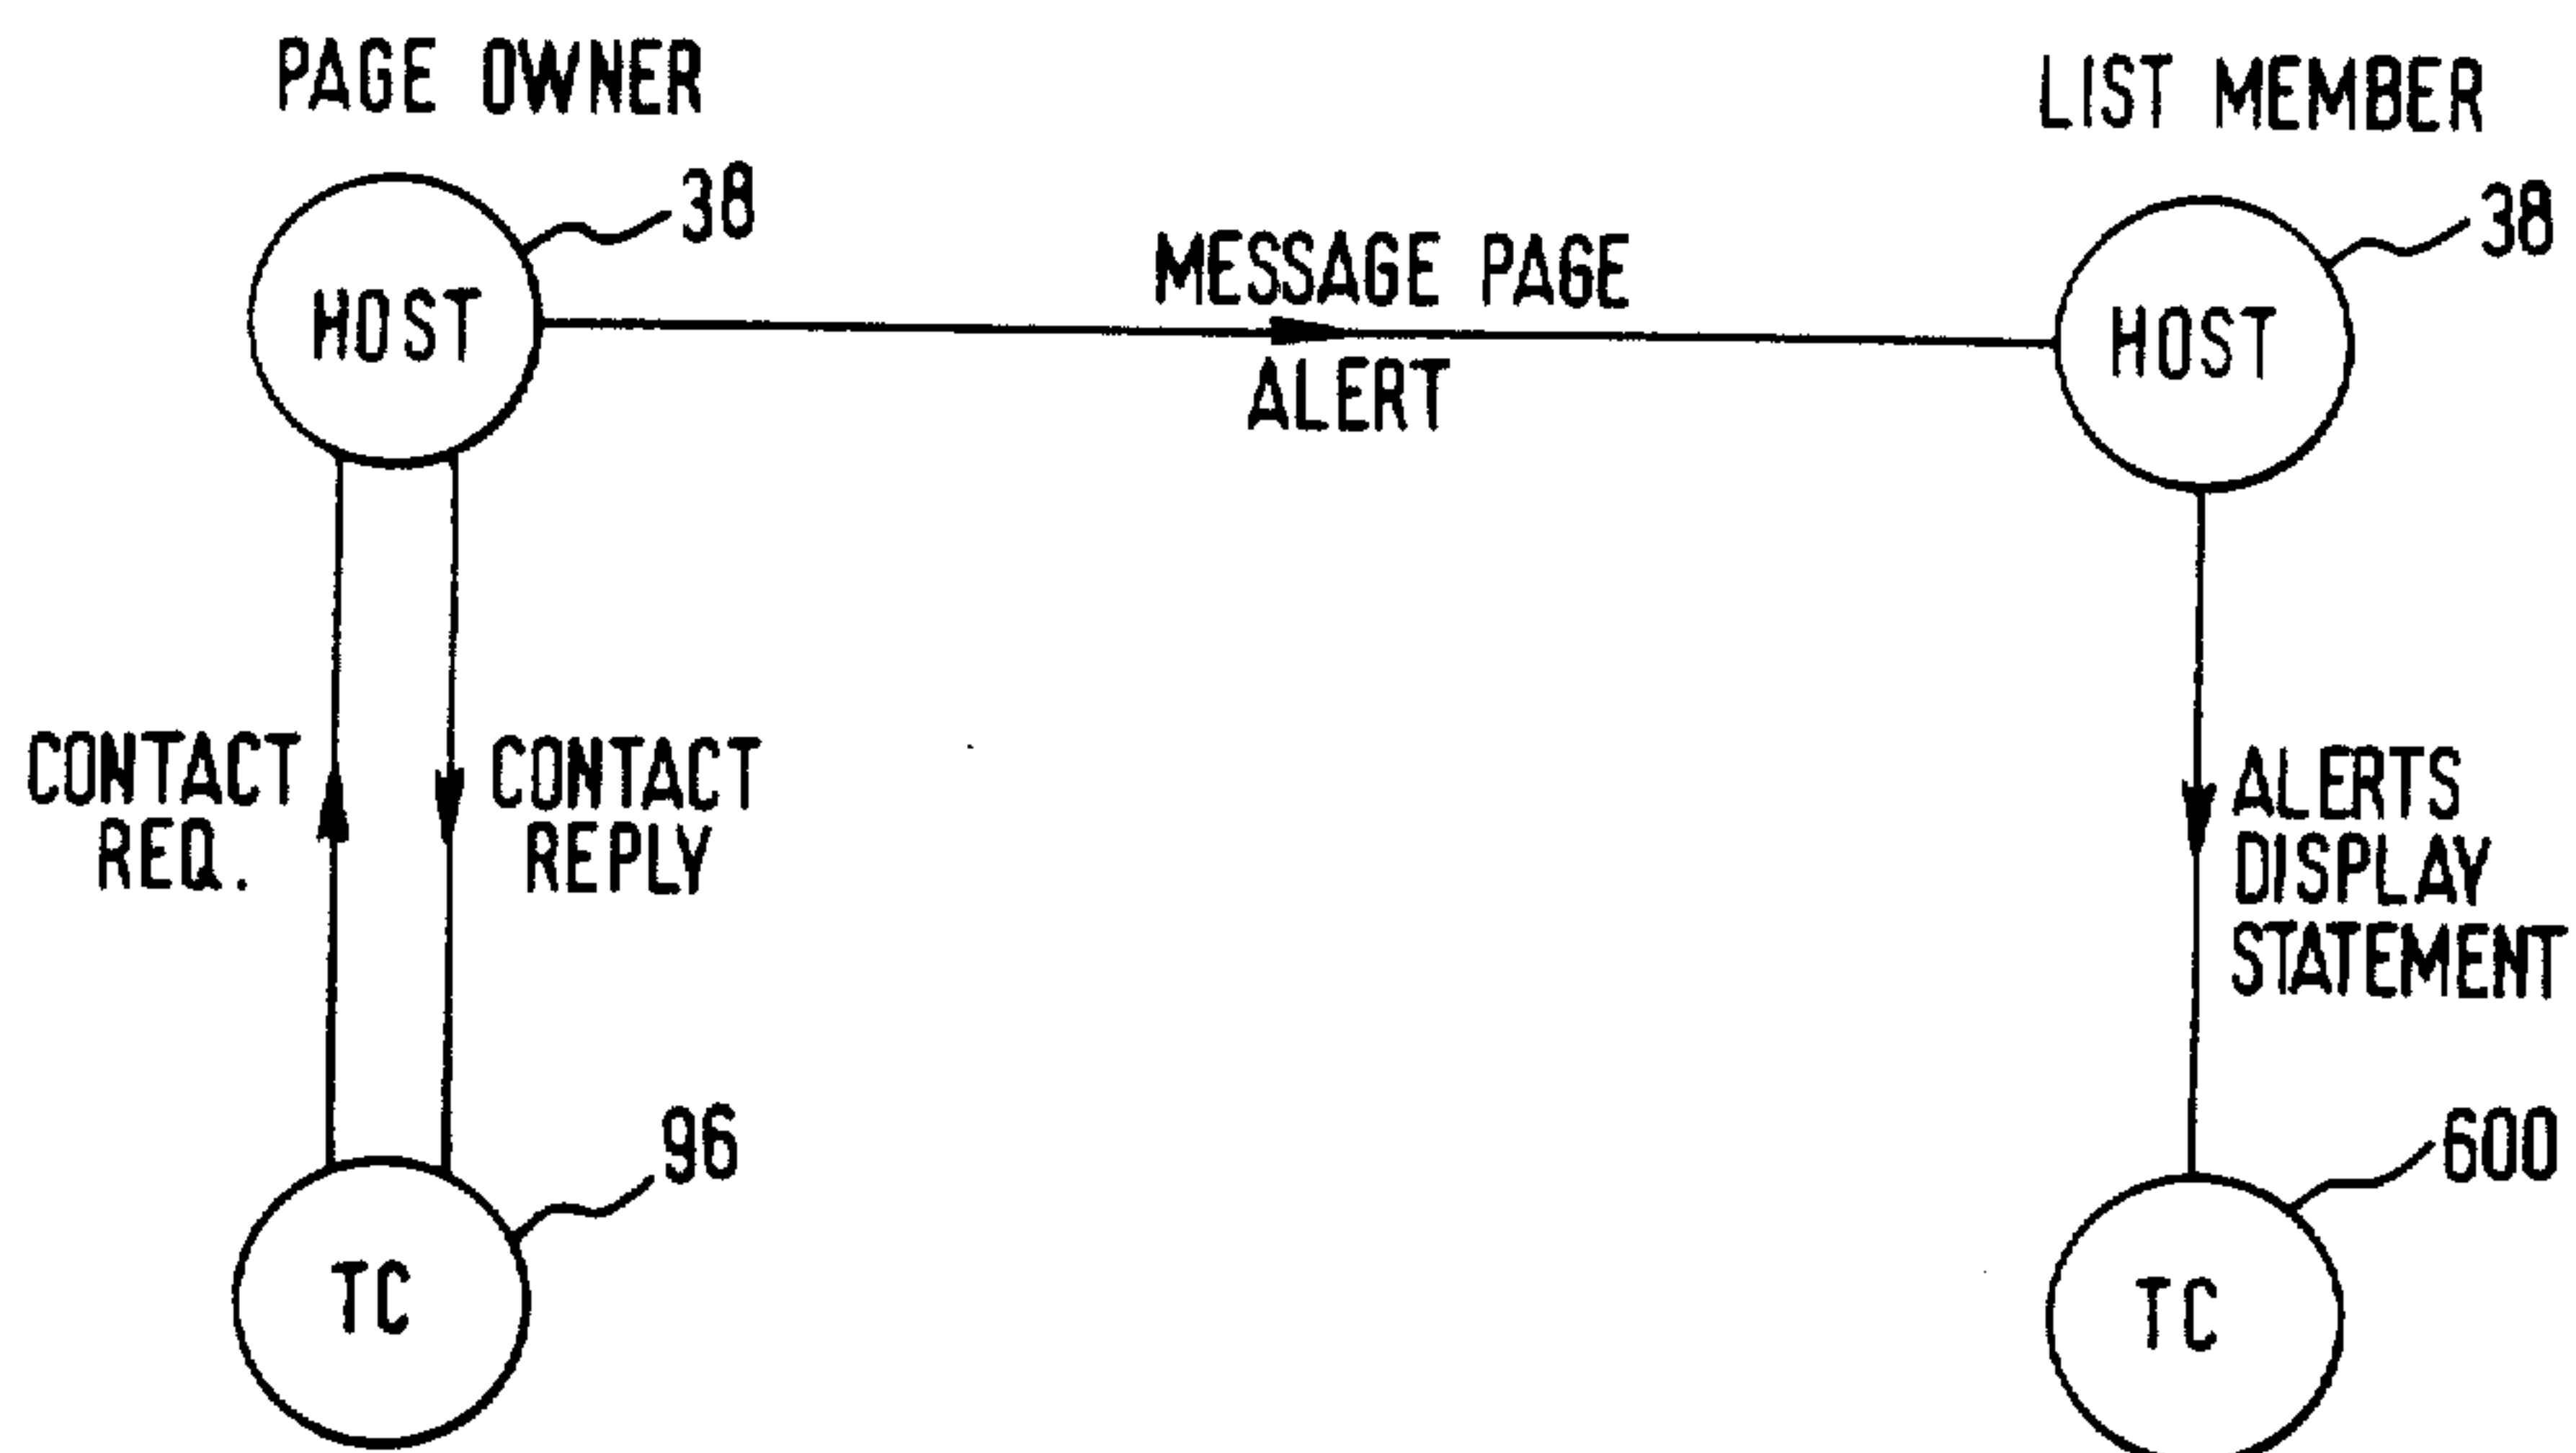 PAGE OWNER
LIST MEMBER
38
38
HOST
MESSAGE PAGE
ALERT
HOST
CONTACT
REQ.
CONTACT
REPLY
ALERTS
DISPLAY
STATEMENT
96
600
TC
TC